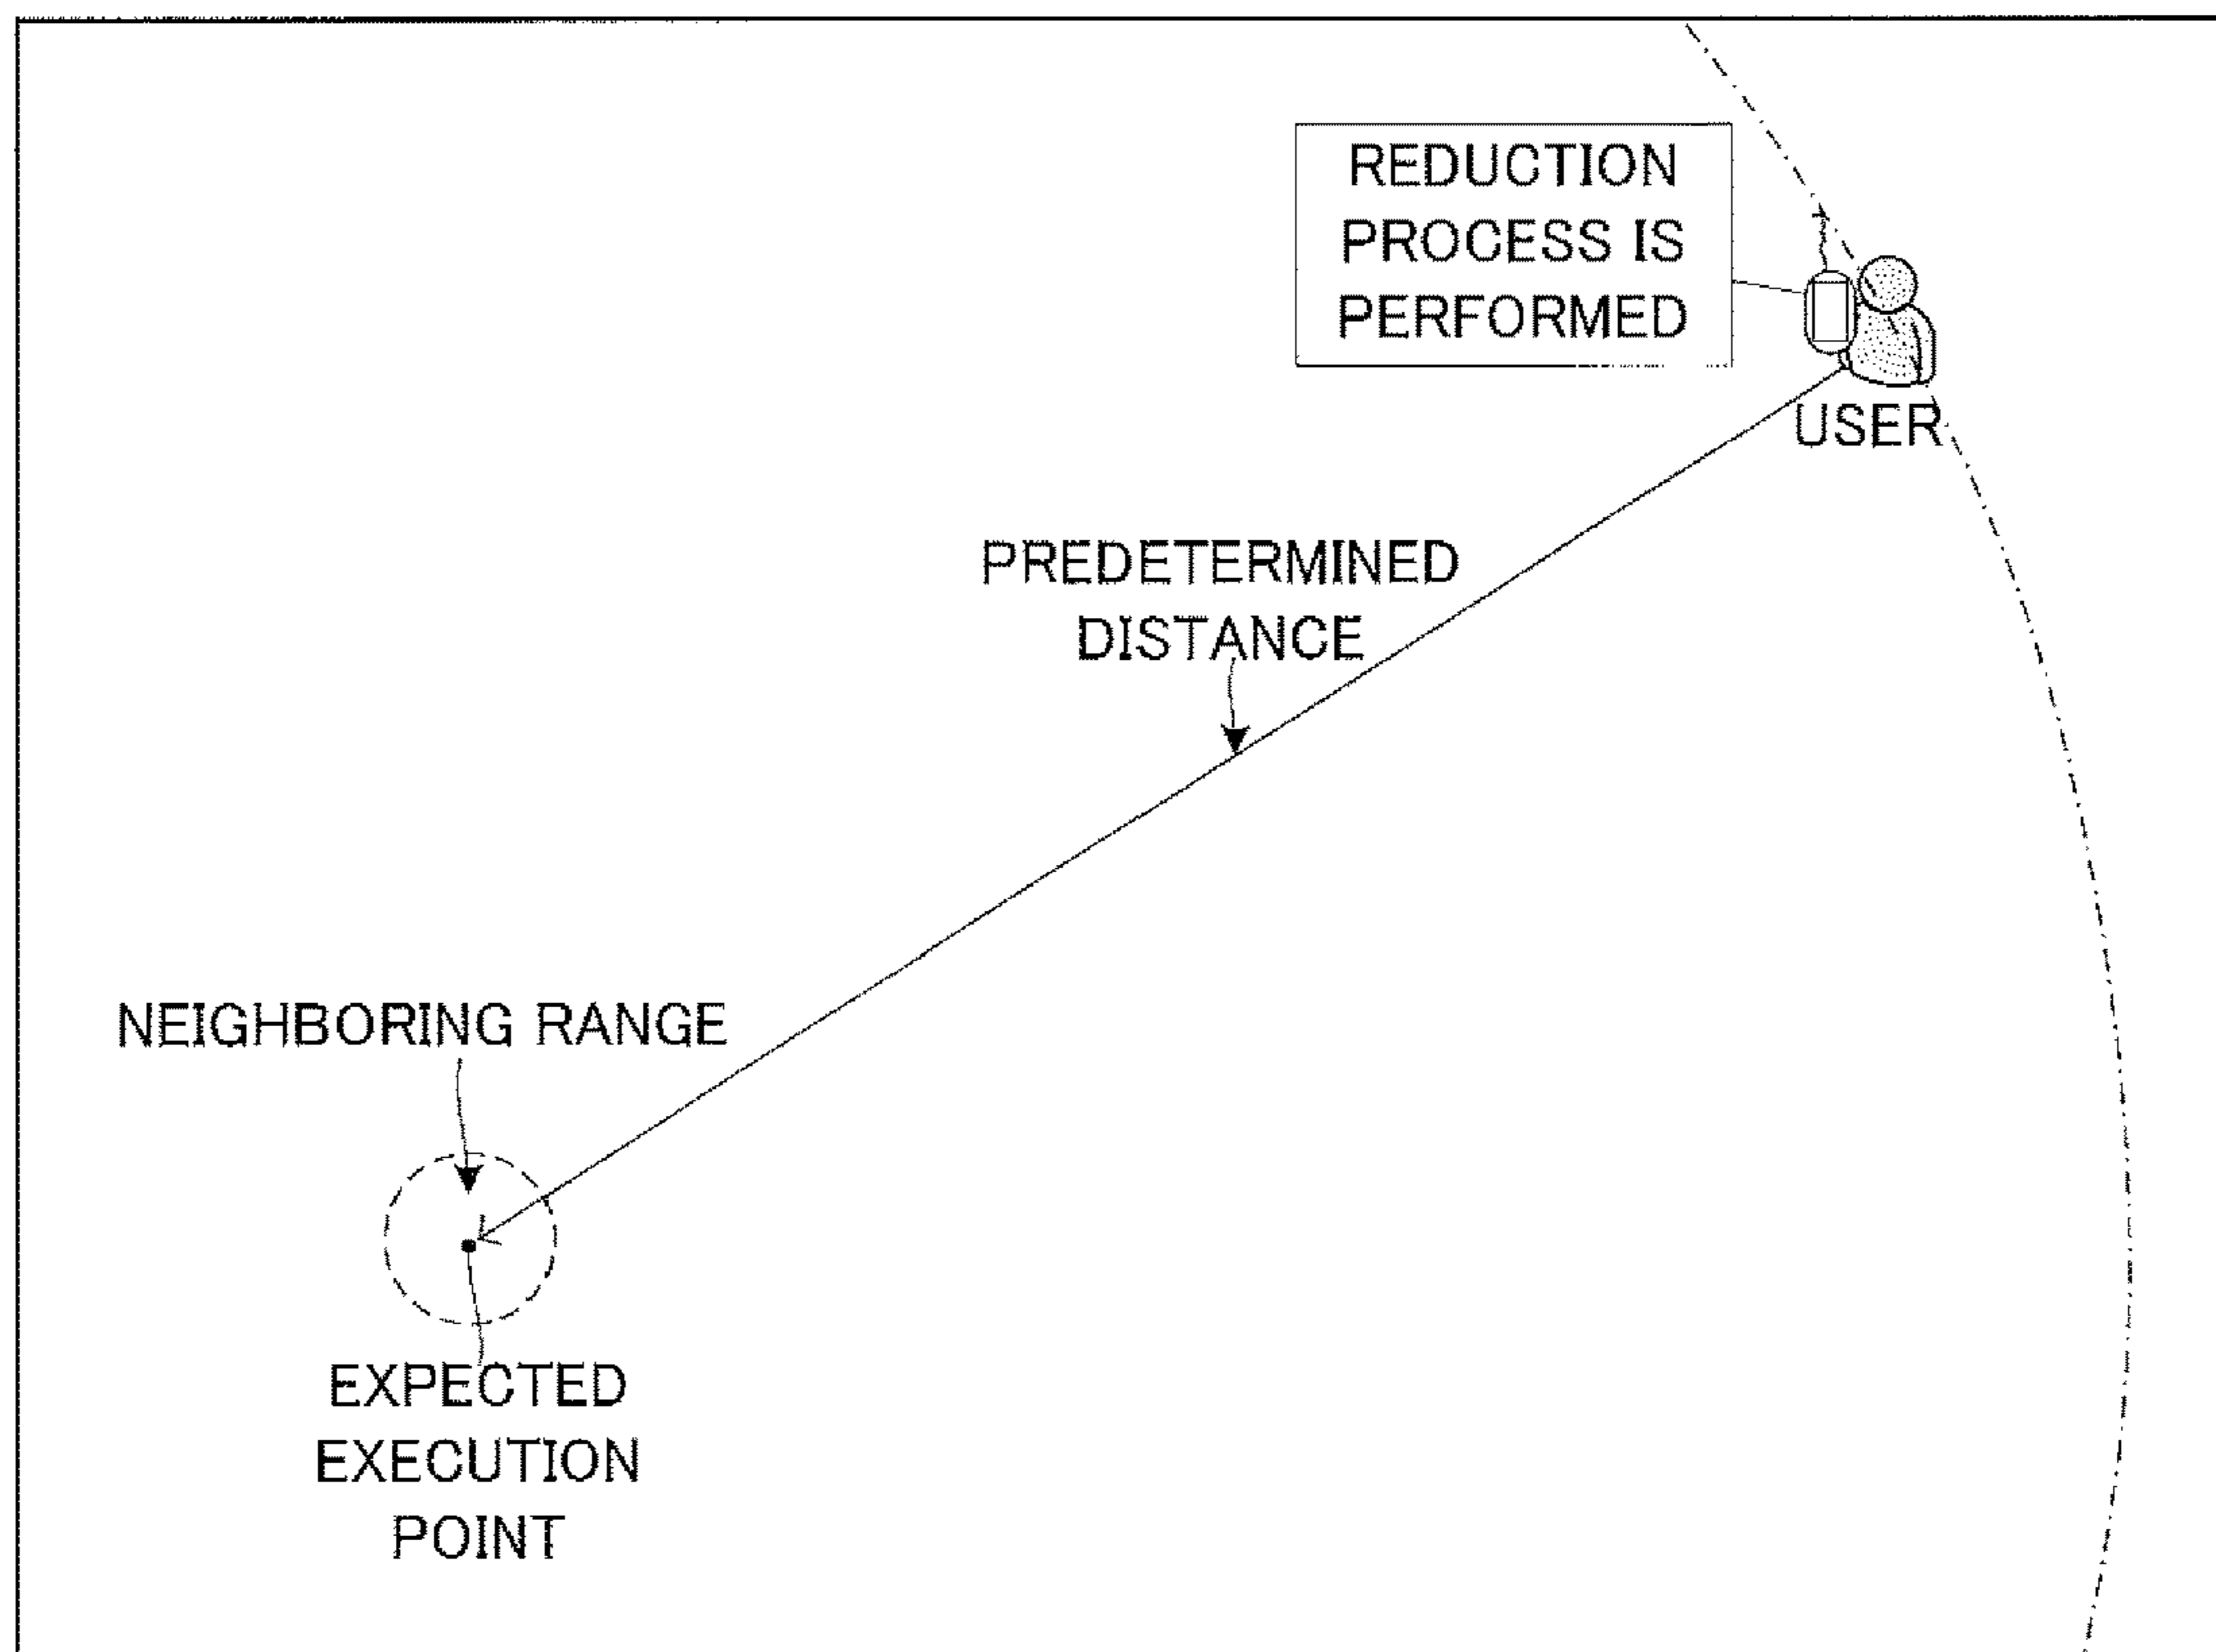 REDUCTION
PROCESS IS
PERFORMED
USER
PREDETERMINED
DISTANCE
NEIGHBORING RANGE
EXPECTED
EXECUTION
POINT